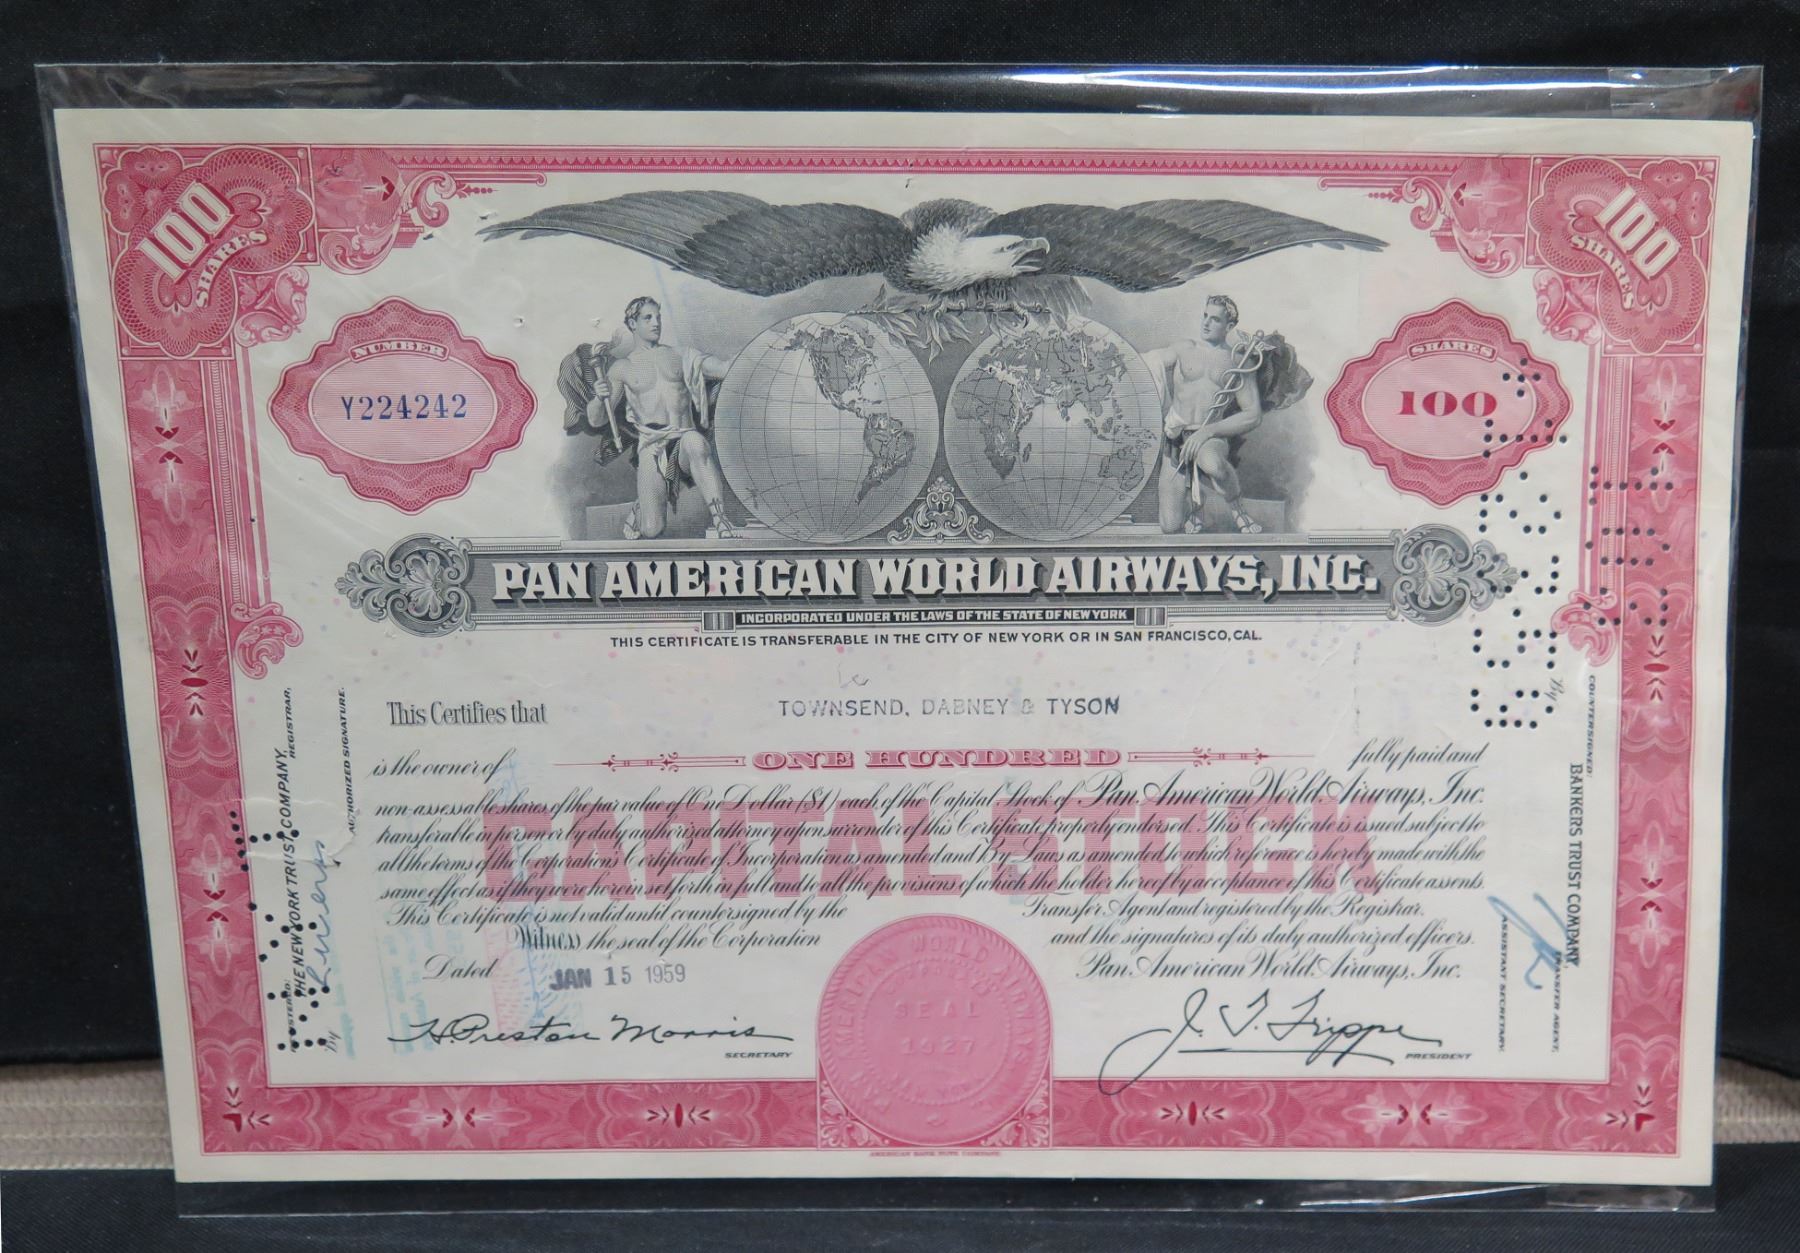 100
SHARES
100
SHARES
NUMBER
Y224242
SHARES
100
PAN AMERICAN WORLD AIRWAYS, INC.
INCORPORATED UNDER THE LAWS OF THE STATE OF NEW YORK
THIS CERTIFICATE IS TRANSFERABLE IN THE CITY OF NEW YORK OR IN SAN FRANCISCO, CAL.
This Certifies that TOWNSEND, DABNEY & TYSON
is the owner of ONE HUNDRED fully paid and
non-assessable shares of the par value of One Dollar ($1) each of the Capital Stock of Pan American World Airways, Inc.
transferable in person or by duly authorized attorney upon surrender of this Certificate properly endorsed. This Certificate is issued subject to
all the terms of the Corporation's Certificate of Incorporation as amended and By-Laws as amended to which reference is hereby made with the
same effect as if they were herein set forth in full and to all the provisions of which the holder hereof by acceptance of this Certificate assents.
This Certificate is not valid until countersigned by the Transfer Agent and registered by the Registrar.
Witness the seal of the Corporation and the signatures of its duly authorized officers.
CAPITAL STOCK
Dated JAN 15 1959 Pan American World Airways, Inc.
H. Preston Morris
SECRETARY
J. T. Trippe
PRESIDENT
PAN AMERICAN WORLD AIRWAYS
SEAL
1927
AMERICAN BANK NOTE COMPANY
THE NEW YORK TRUST COMPANY,
REGISTRAR.
By
AUTHORIZED SIGNATURE.
COUNTERSIGNED:
BANKERS TRUST COMPANY,
TRANSFER AGENT.
By
ASSISTANT SECRETARY.